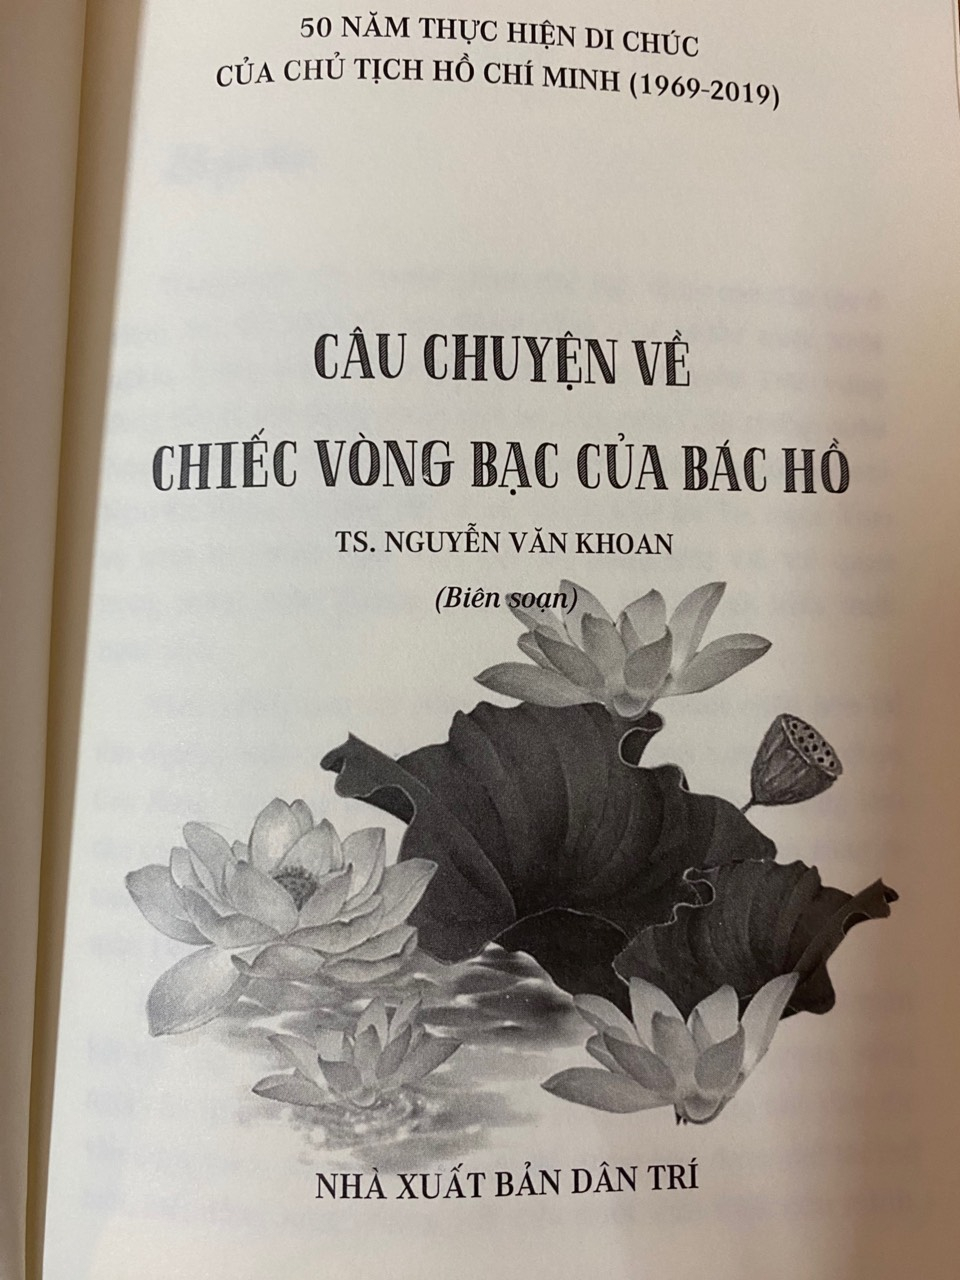 50 NĂM THỰC HIỆN DI CHÚC
CỦA CHỦ TỊCH HỒ CHÍ MINH (1969-2019)
CÂU CHUYỆN VỀ
CHIẾC VÒNG BẠC CỦA BÁC HỒ
TS. NGUYỄN VĂN KHOAN
(Biên soạn)
NHÀ XUẤT BẢN DÂN TRÍ